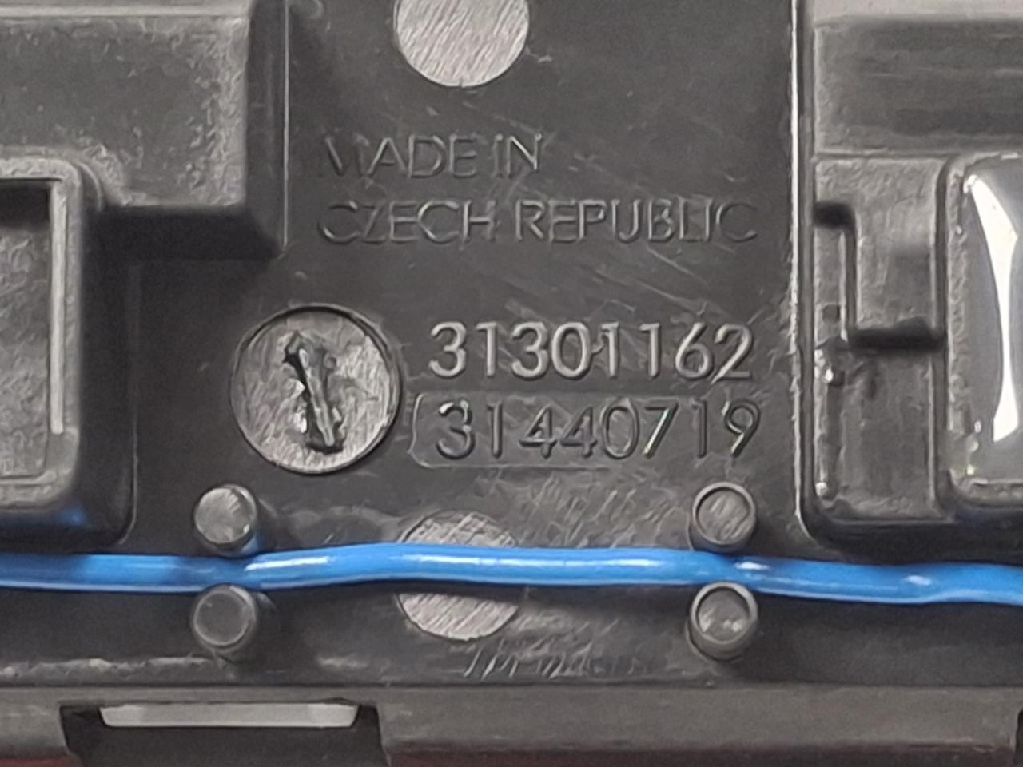 MADE IN
CZECH REPUBLIC
31301162
31440719